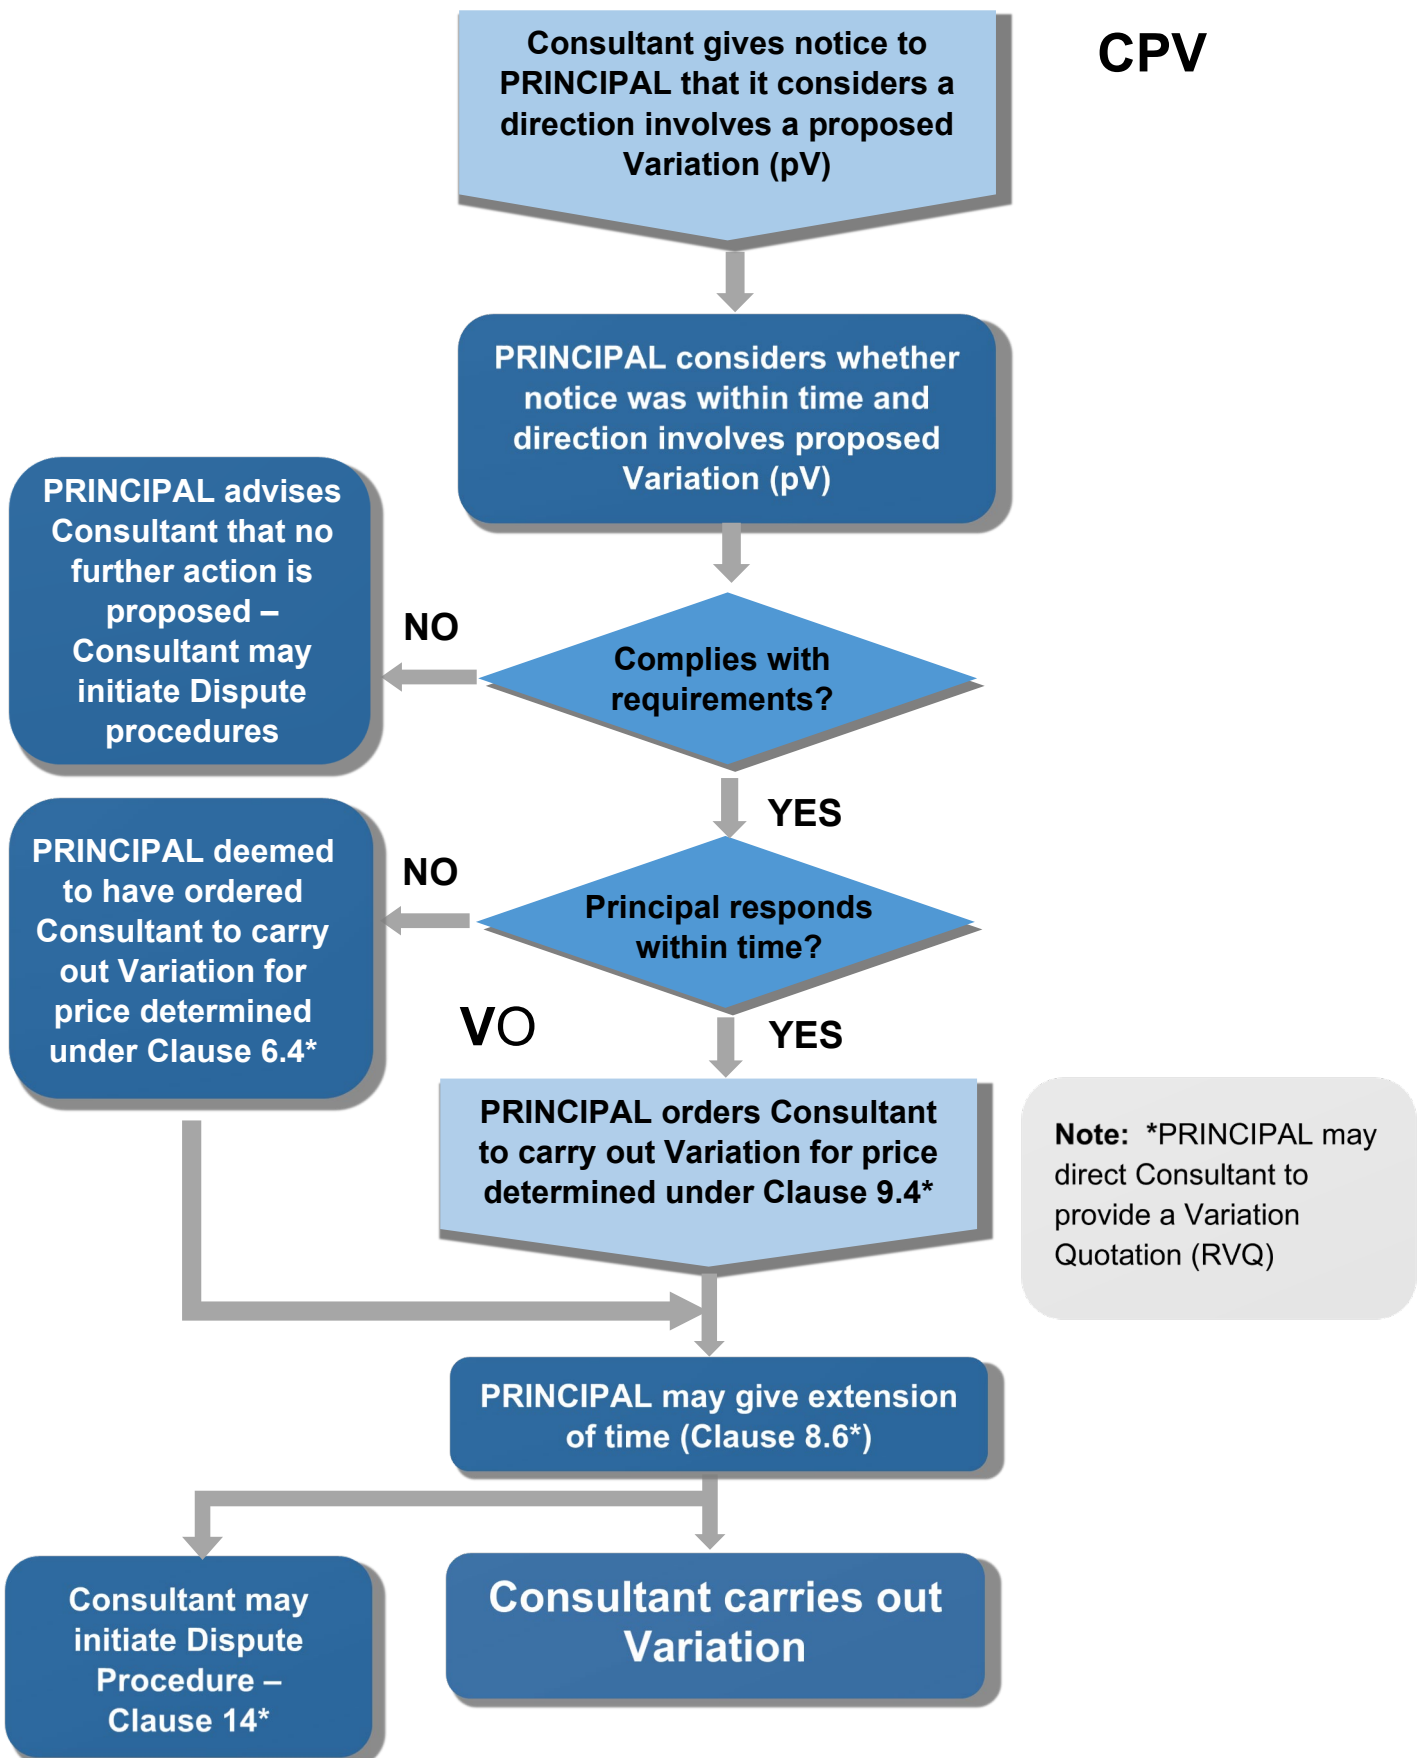 Consultant gives notice to
PRINCIPAL that it considers a
direction involves a proposed
Variation (pV)
CPV
PRINCIPAL considers whether
notice was within time and
direction involves proposed
Variation (pV)
PRINCIPAL advises
Consultant that no
further action is
proposed –
Consultant may
initiate Dispute
procedures
NO
Complies with
requirements?
YES
PRINCIPAL deemed
to have ordered
Consultant to carry
out Variation for
price determined
under Clause 6.4*
NO
Principal responds
within time?
VO
YES
PRINCIPAL orders Consultant
to carry out Variation for price
determined under Clause 9.4*
Note: *PRINCIPAL may
direct Consultant to
provide a Variation
Quotation (RVQ)
PRINCIPAL may give extension
of time (Clause 8.6*)
Consultant may
initiate Dispute
Procedure –
Clause 14*
Consultant carries out
Variation